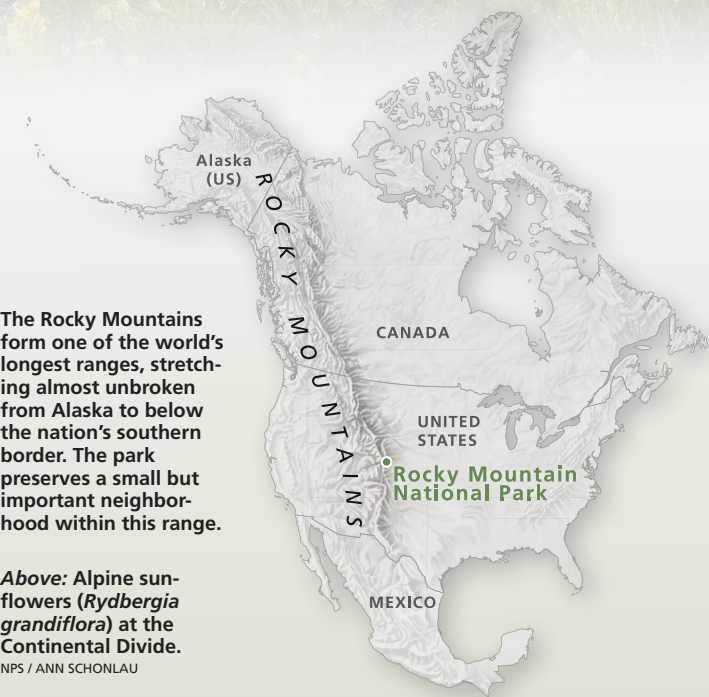 Alaska
(US)
ROCKY MOUNTAINS
CANADA
UNITED
STATES
Rocky Mountain
National Park
MEXICO
The Rocky Mountains
form one of the world’s
longest ranges, stretch-
ing almost unbroken
from Alaska to below
the nation’s southern
border. The park
preserves a small but
important neighbor-
hood within this range.
Above: Alpine sun-
flowers (Rydbergia
grandiflora) at the
Continental Divide.
NPS / ANN SCHONLAU